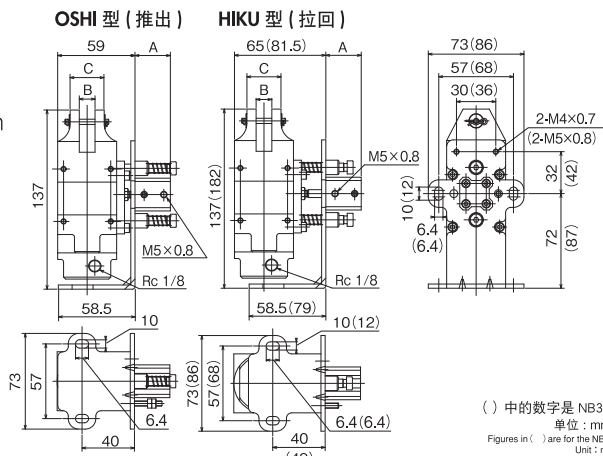 OSHI 型 ( 推出 )
HIKU 型 ( 拉回 )
59
A
65 (81.5)
A
73 (86)
57 (68)
30 (36)
C
B
C
B
2-M4×0.7
(2-M5×0.8)
M5×0.8
137
137 (182)
10 (12)
32
(42)
6.4
(6.4)
72
(87)
M5×0.8
Rc 1/8
Rc 1/8
58.5
58.5 (79)
10
10 (12)
73
57
73 (86)
57 (68)
6.4
6.4 (6.4)
40
40
( ) 中的数字是 NB3
单位 : mm
Figures in ( ) are for the NB
Unit :